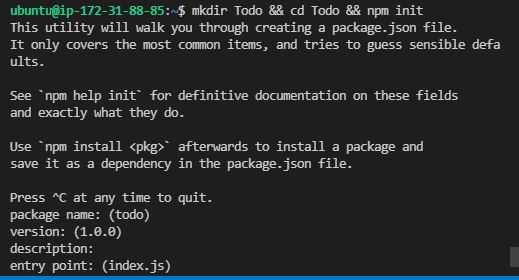 ubuntu@ip-172-31-88-85:~$ mkdir Todo && cd Todo && npm init
This utility will walk you through creating a package.json file.
It only covers the most common items, and tries to guess sensible defa
ults.

See `npm help init` for definitive documentation on these fields
and exactly what they do.

Use `npm install <pkg>` afterwards to install a package and
save it as a dependency in the package.json file.

Press ^C at any time to quit.
package name: (todo)
version: (1.0.0)
description:
entry point: (index.js)